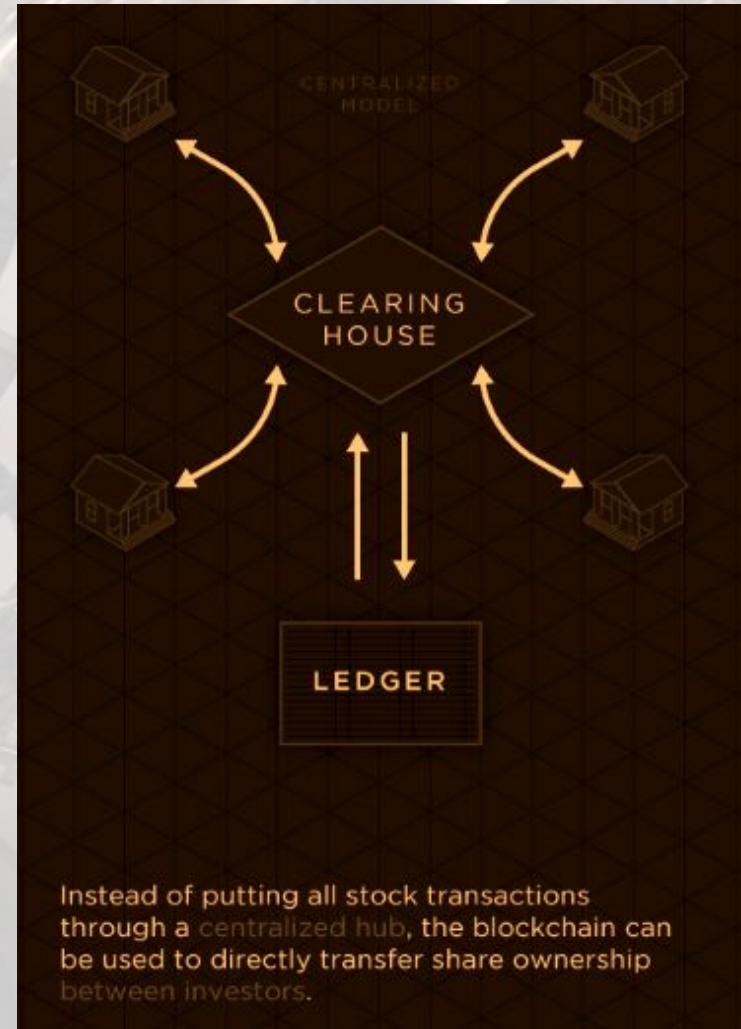 CENTRALIZED
MODEL
CLEARING
HOUSE
LEDGER
Instead of putting all stock transactions
through a centralized hub, the blockchain can
be used to directly transfer share ownership
between investors.